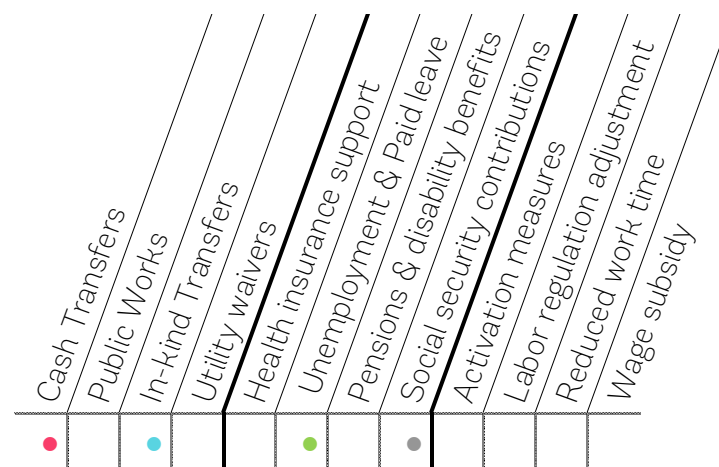 Cash Transfers
Public Works
In-kind Transfers
Utility waivers
Health insurance support
Unemployment & Paid leave
Pensions & disability benefits
Social security contributions
Activation measures
Labor regulation adjustment
Reduced work time
Wage subsidy